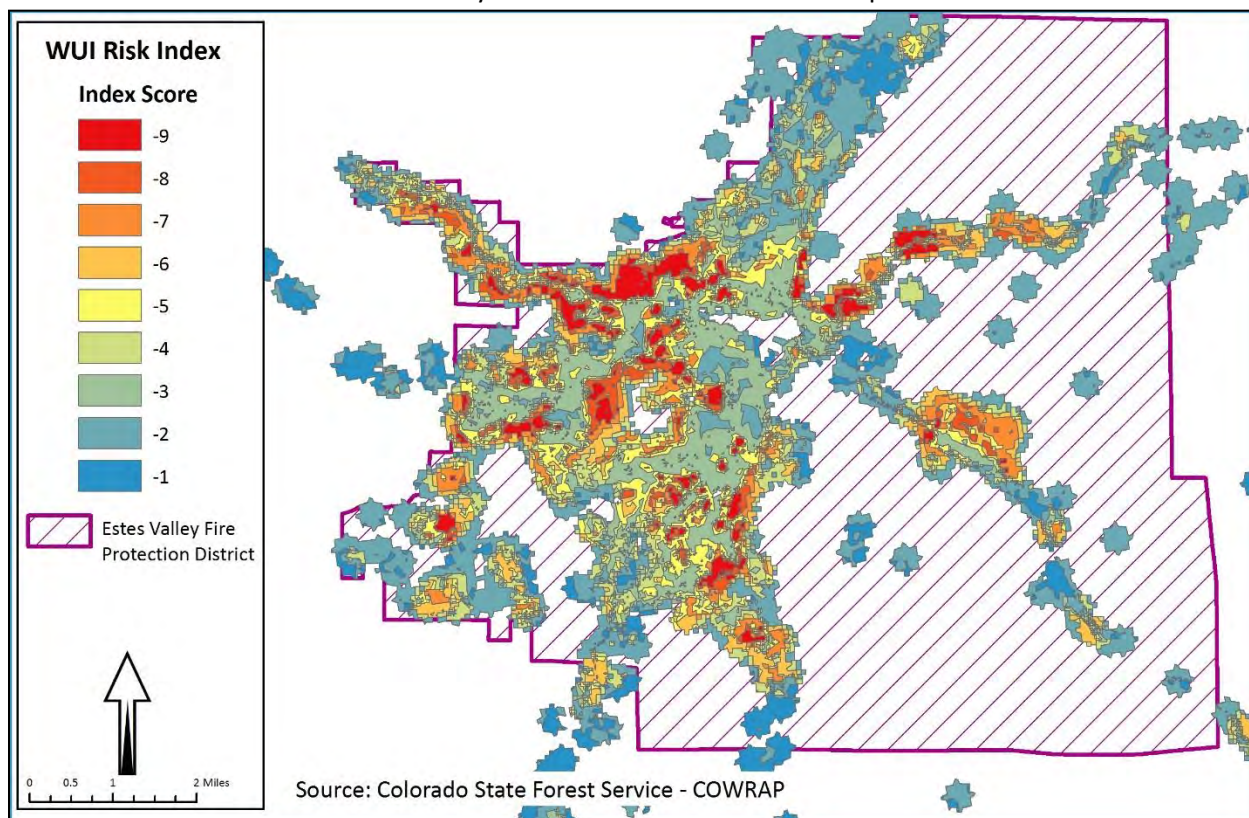 WUI Risk Index
Index Score
-9
-8
-7
-6
-5
-4
-3
-2
-1
Estes Valley Fire
Protection District
0 0.5 1 2 Miles
Source: Colorado State Forest Service - COWRAP